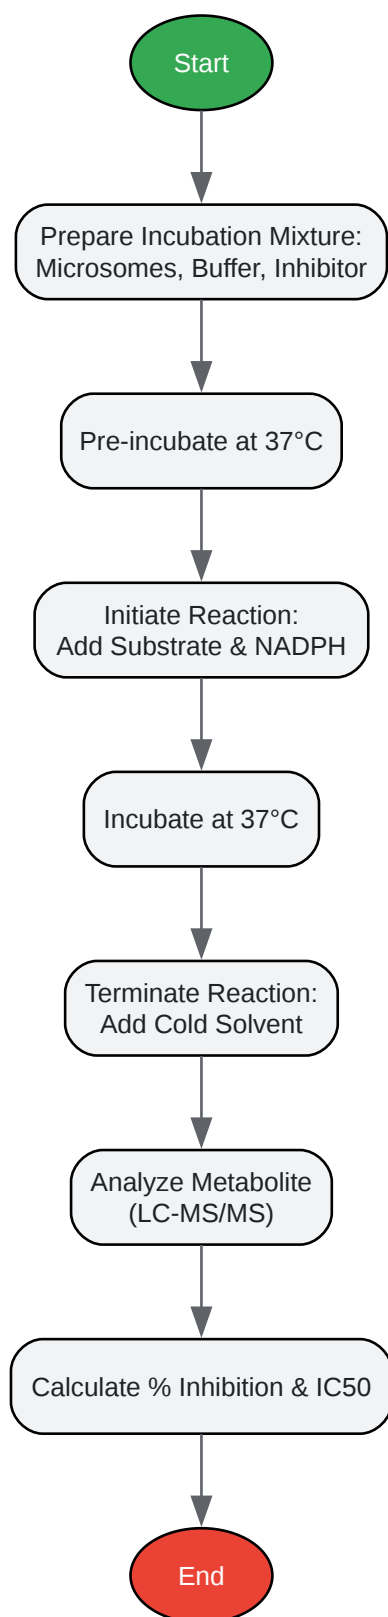 Start
Prepare Incubation Mixture:
Microsomes, Buffer, Inhibitor
Pre-incubate at 37°C
Initiate Reaction:
Add Substrate & NADPH
Incubate at 37°C
Terminate Reaction:
Add Cold Solvent
Analyze Metabolite
(LC-MS/MS)
Calculate % Inhibition & IC50
End